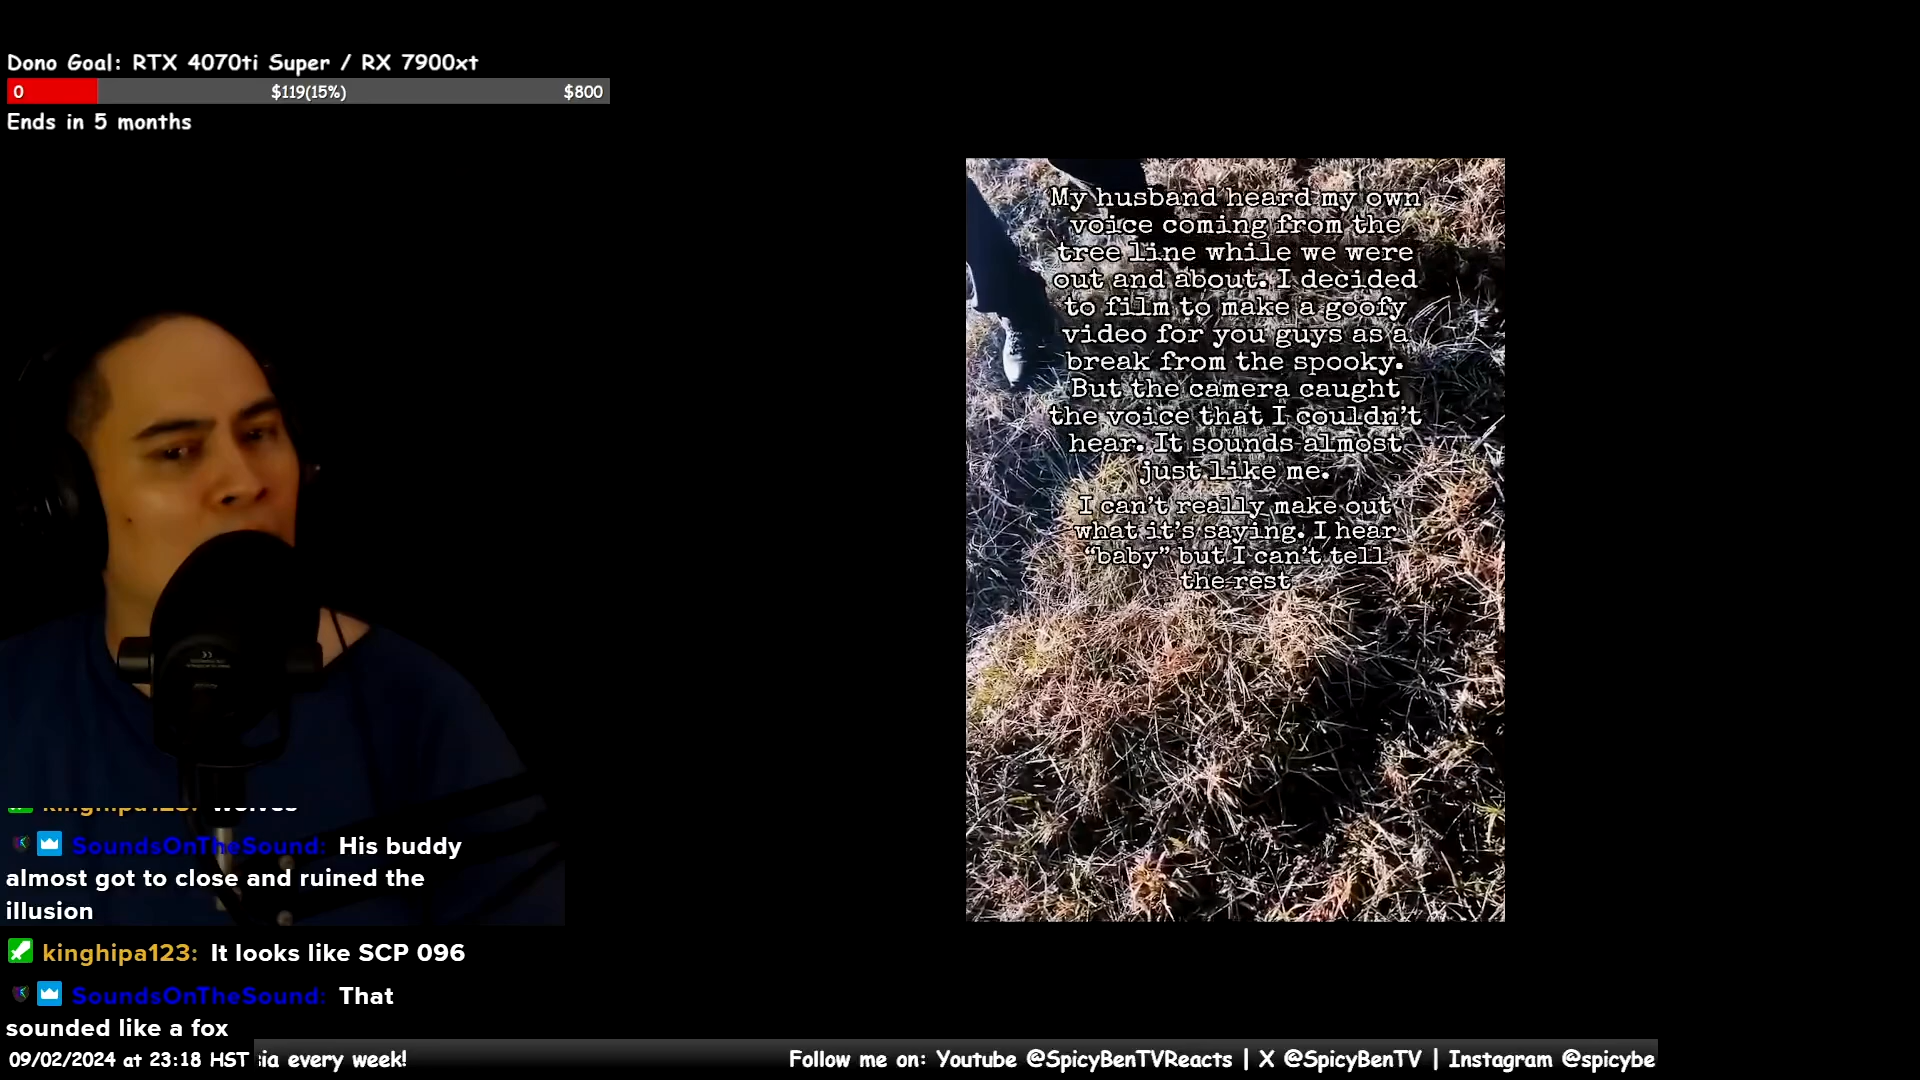 Dono Goal: RTX 4070ti Super / RX 7900xt
0 $119(15%) $800
Ends in 5 months
My husband heard my own
voice coming from the
tree line while we were
out and about. I decided
to film to make a goofy
video for you guys as a
break from the spooky.
But the camera caught
the voice that I couldn't
hear. It sounds almost
just like me.
I can't really make out
what it's saying. I hear
"baby" but I can't tell
the rest
kinghipa123: wolves
SoundsOnTheSound: His buddy
almost got to close and ruined the
illusion
kinghipa123: It looks like SCP 096
SoundsOnTheSound: That
sounded like a fox
09/02/2024 at 23:18 HST
every week! Follow me on: Youtube @SpicyBenTVReacts | X @SpicyBenTV | Instagram @spicybe